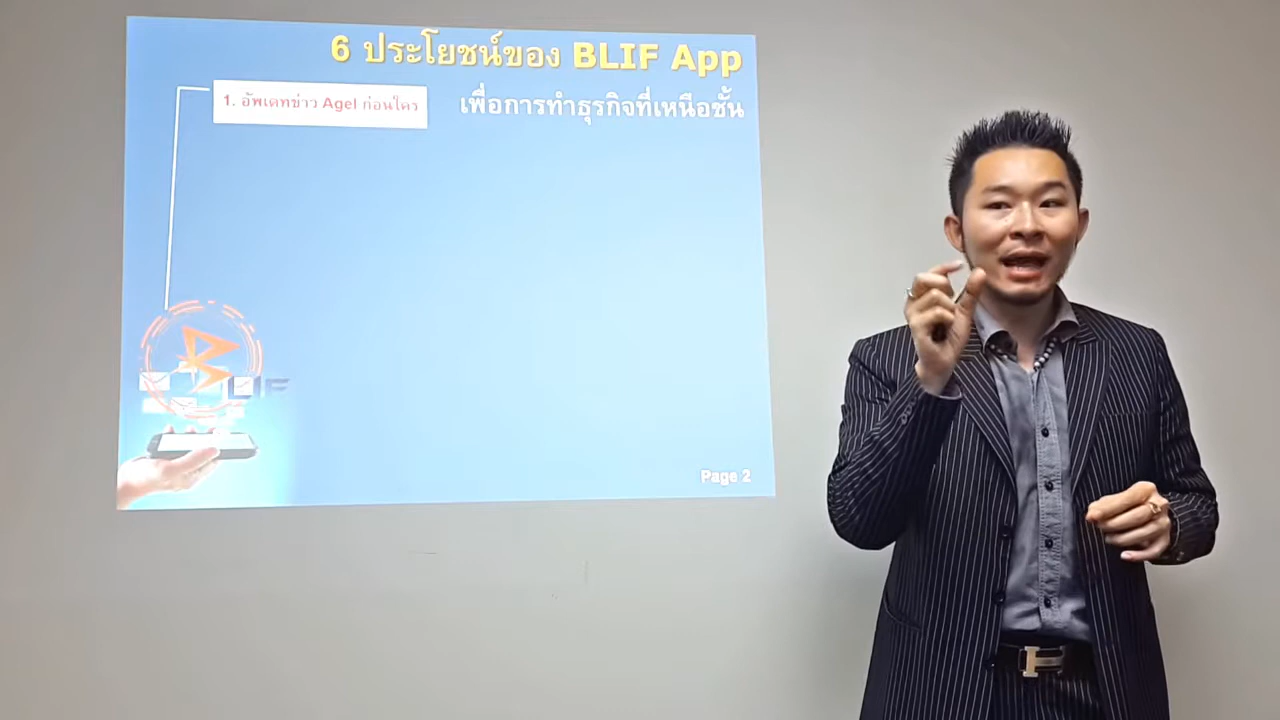 6 ประโยชน์ของ BLIF App
เพื่อการทำธุรกิจที่เหนือชั้น
1. อัพเดทข่าว Agel ก่อนใคร
Page 2